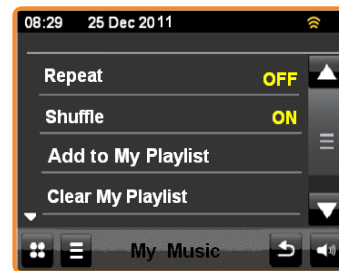 08:29 25 Dec 2011
Repeat OFF
Shuffle ON
Add to My Playlist
Clear My Playlist
My Music